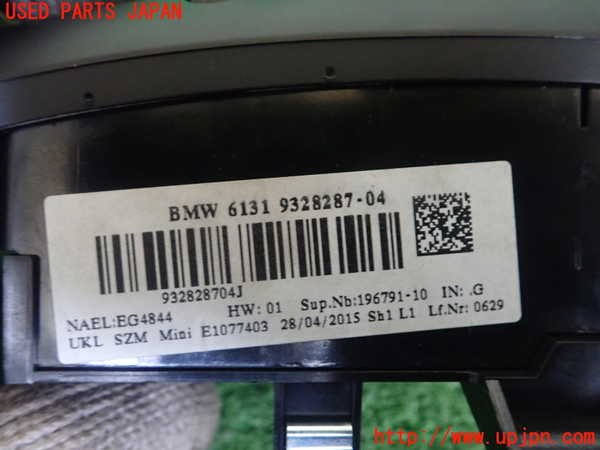 USED PARTS JAPAN
BMW 6131 9328287-04
932828704J
NAEL:EG4844 HW: 01 Sup.Nb:196791-10 IN: .G
UKL SZM Mini E1077403 28/04/2015 Sh1 L1 Lf.Nr: 0629
http://www.upjpn.com/